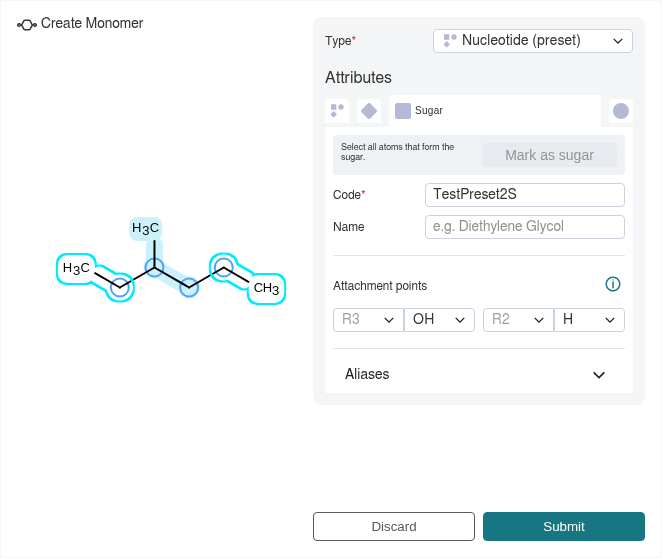 Create Monomer
Type*
Nucleotide (preset)
Attributes
Sugar
Select all atoms that form the
sugar.
Mark as sugar
Code*
TestPreset2S
Name
e.g. Diethylene Glycol
Attachment points
R3
OH
R2
H
Aliases
H3C
H3C
CH3
Discard
Submit